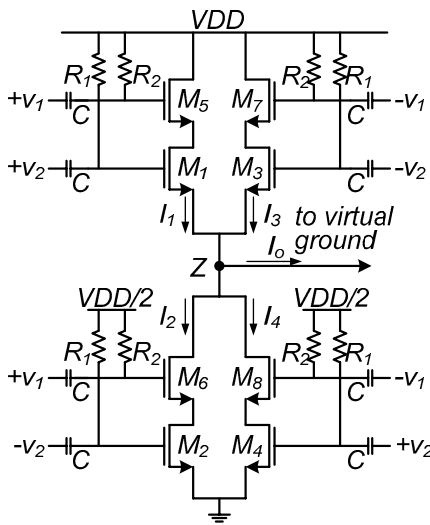 VDD
R1 R2 R2 R1
+v1 C M5 M7 C -v1
+v2 C M1 M3 C -v2
I1 I3 to virtual
Io ground
Z
VDD/2 I2 I4 VDD/2
R1 R2 R2 R1
+v1 C M6 M8 C -v1
-v2 C M2 M4 C +v2